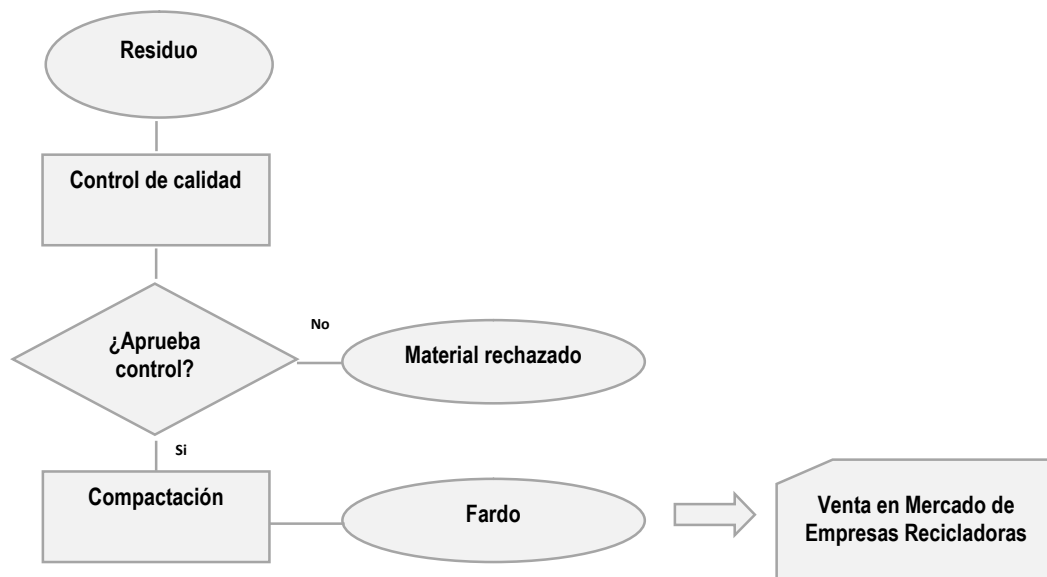 Residuo
Control de calidad
¿Aprueba
control?
No
Material rechazado
Si
Compactación
Fardo
Venta en Mercado de
Empresas Recicladoras